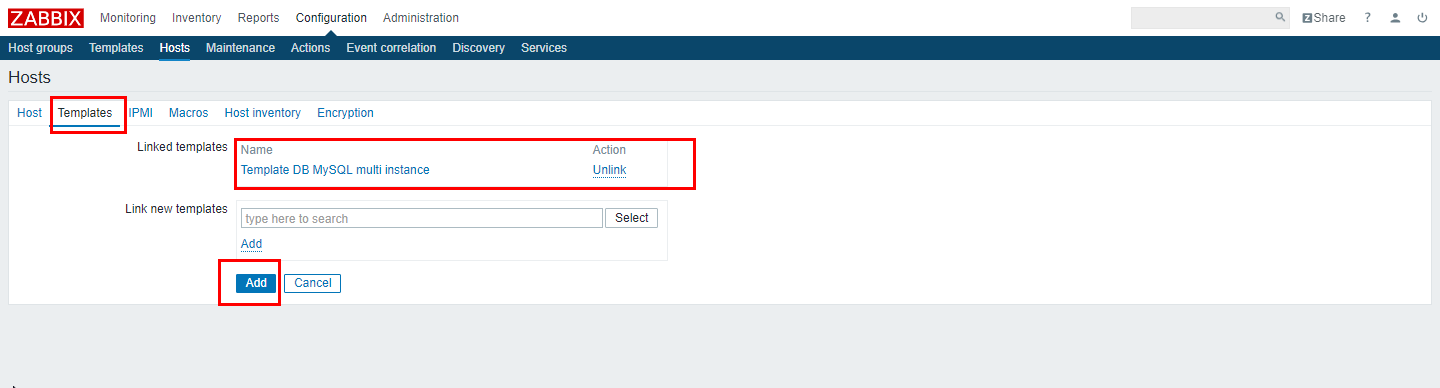 ZABBIX Monitoring Inventory Reports Configuration Administration Z Share ?
Host groups Templates Hosts Maintenance Actions Event correlation Discovery Services
Hosts
Host Templates IPMI Macros Host inventory Encryption
Linked templates Name Action
Template DB MySQL multi instance Unlink
Link new templates
type here to search Select
Add
Add Cancel